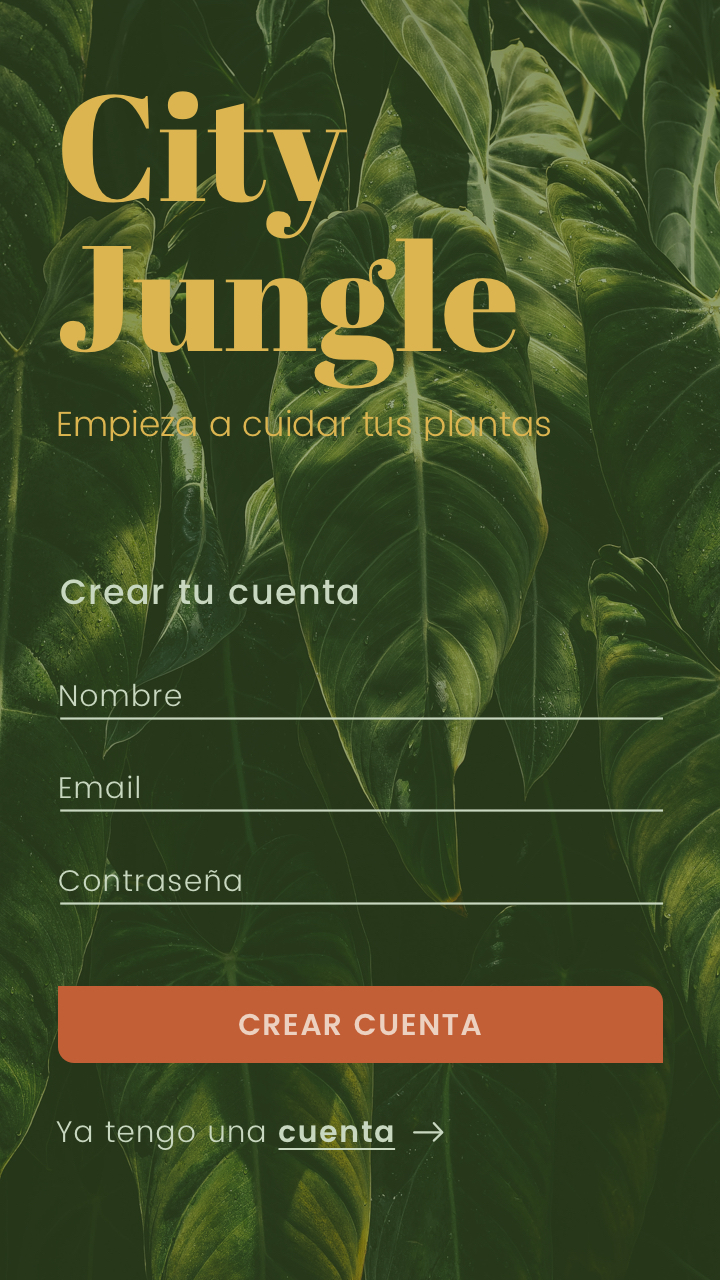 City
Jungle
Empieza a cuidar tus plantas
Crear tu cuenta
Nombre
Email
Contraseña
CREAR CUENTA
Ya tengo una cuenta →